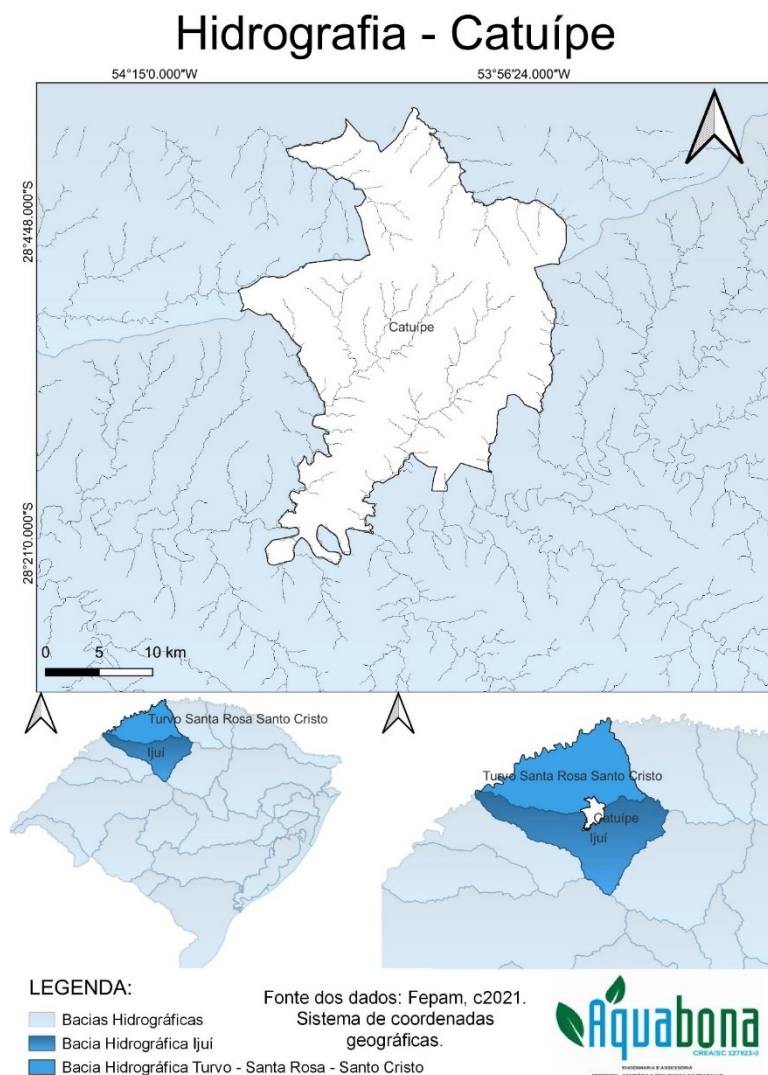 Hidrografia - Catuípe
54°15'0.000"W
53°56'24.000"W
28°4'48.000"S
Catuípe
28°21'0.000"S
0 5 10 km
Turvo Santa Rosa Santo Cristo
Ijuí
Turvo Santa Rosa Santo Cristo
Catuípe
Ijuí
LEGENDA:
Bacias Hidrográficas
Bacia Hidrográfica Ijuí
Bacia Hidrográfica Turvo - Santa Rosa - Santo Cristo
Fonte dos dados: Fepam, c2021.
Sistema de coordenadas
geográficas.
Aquabona
CREA/SC 127823-0
ENGENHARIA E ASSESSORIA